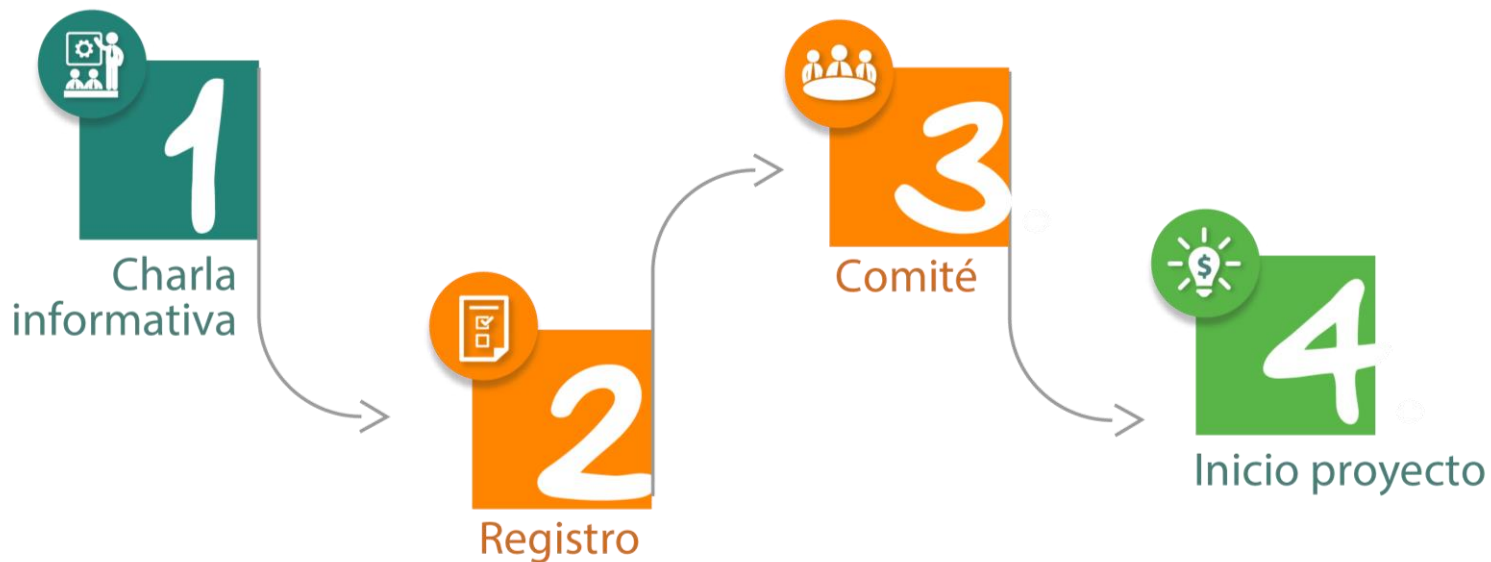 1
Charla
informativa
2
Registro
3
Comité
$
4
Inicio proyecto